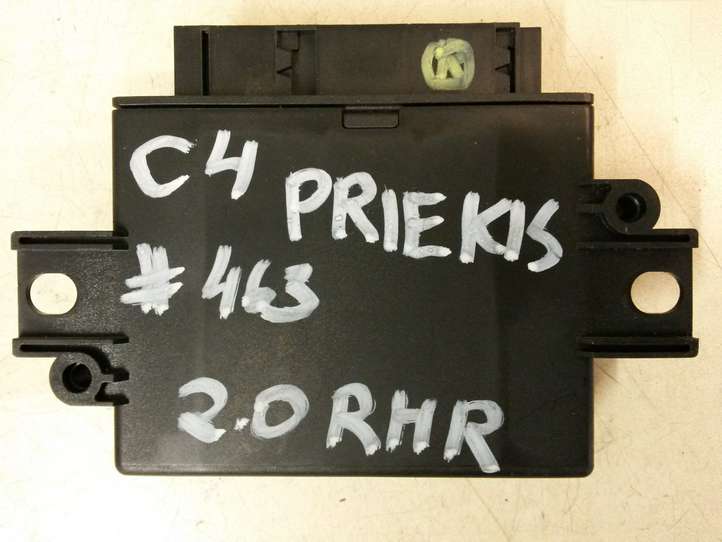 C4 PRIEKIS
#463
2.0 RHR
K